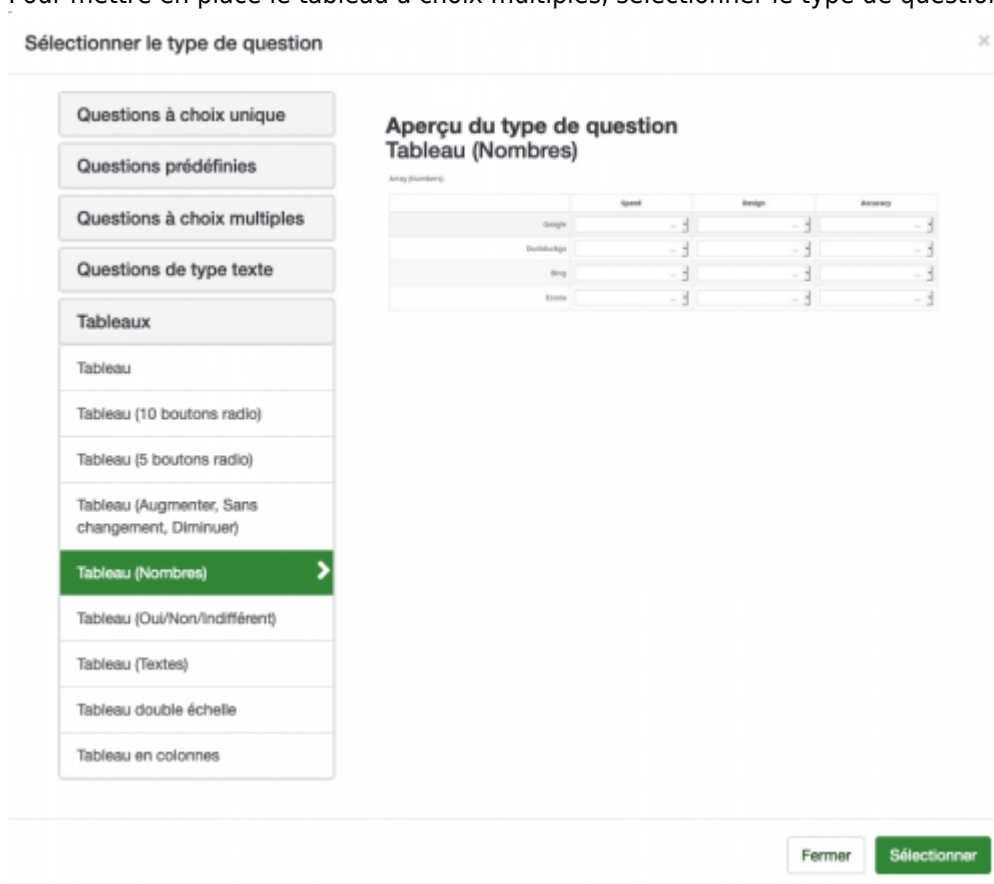 Pour mettre en place le tableau à choix multiples, sélectionner le type de question
Sélectionner le type de question
×
Questions à choix unique
Questions prédéfinies
Questions à choix multiples
Questions de type texte
Tableaux
Tableau
Tableau (10 boutons radio)
Tableau (5 boutons radio)
Tableau (Augmenter, Sans
changement, Diminuer)
Tableau (Nombres)
Tableau (Oui/Non/Indifférent)
Tableau (Textes)
Tableau double échelle
Tableau en colonnes
Aperçu du type de question
Tableau (Nombres)
Array (Numbers)
Speed Design Accuracy
Google ... ... ...
Duckduckgo ... ... ...
Bing ... ... ...
Ecosia ... ... ...
Fermer Sélectionner